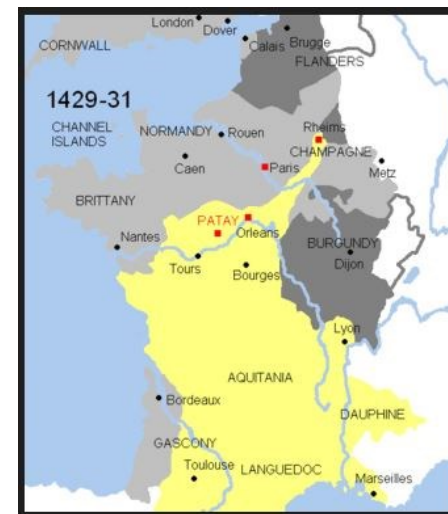 London
Dover
CORNWALL
Calais
Brugge
FLANDERS
1429-31
CHANNEL
ISLANDS
NORMANDY
Rouen
Rheims
CHAMPAGNE
Caen
Paris
Metz
BRITTANY
PATAY
Nantes
Orleans
BURGUNDY
Tours
Bourges
Dijon
Lyon
AQUITANIA
Bordeaux
DAUPHINE
GASCONY
Toulouse
LANGUEDOC
Marseilles